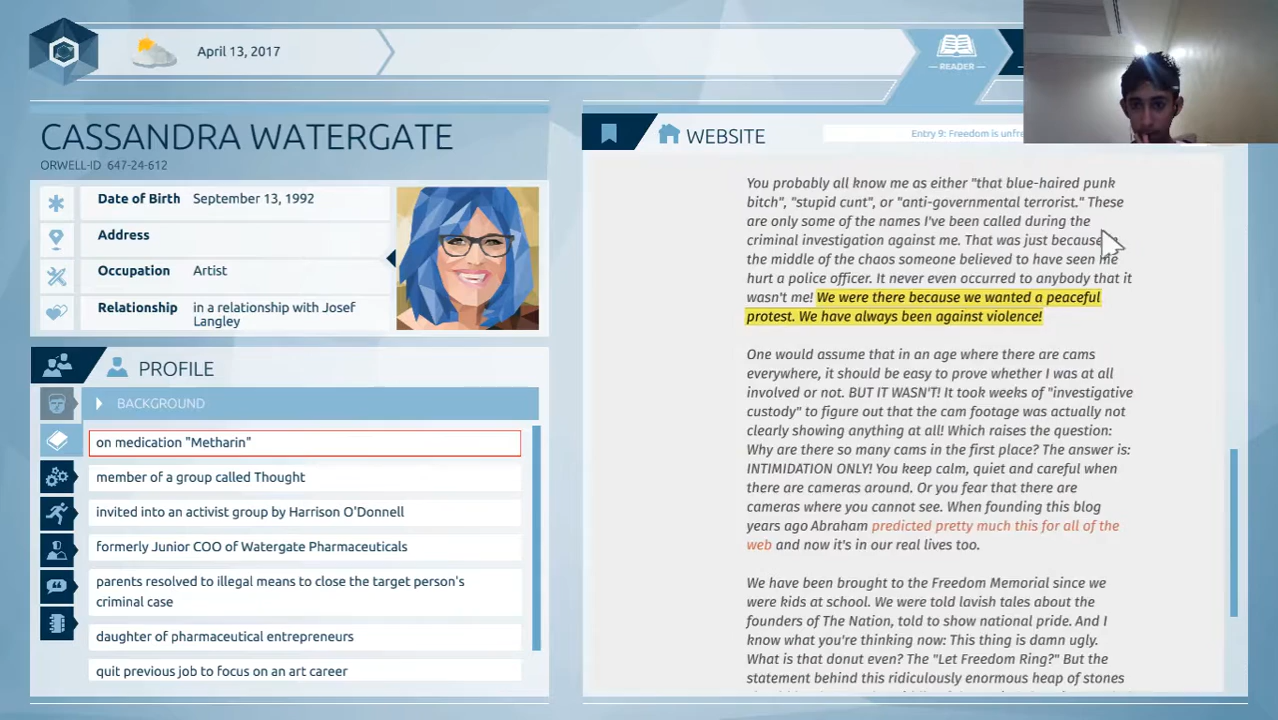 April 13, 2017
READER
CASSANDRA WATERGATE
ORWELL-ID 647-24-612
Date of Birth September 13, 1992
Address
Occupation Artist
Relationship in a relationship with Josef
Langley
PROFILE
BACKGROUND
on medication "Metharin"
member of a group called Thought
invited into an activist group by Harrison O'Donnell
formerly Junior COO of Watergate Pharmaceuticals
parents resolved to illegal means to close the target person's
criminal case
daughter of pharmaceutical entrepreneurs
quit previous job to focus on an art career
WEBSITE
Entry 9: Freedom is
You probably all know me as either "that blue-haired punk
bitch", "stupid cunt", or "anti-governmental terrorist." These
are only some of the names I've been called during the
criminal investigation against me. That was just because
the middle of the chaos someone believed to have seen me
hurt a police officer. It never even occurred to anybody that it
wasn't me! We were there because we wanted a peaceful
protest. We have always been against violence!
One would assume that in an age where there are cams
everywhere, it should be easy to prove whether I was at all
involved or not. BUT IT WASN'T! It took weeks of "investigative
custody" to figure out that the cam footage was actually not
clearly showing anything at all! Which raises the question:
Why are there so many cams in the first place? The answer is:
INTIMIDATION ONLY! You keep calm, quiet and careful when
there are cameras around. Or you fear that there are
cameras where you cannot see. When founding this blog
years ago Abraham predicted pretty much this for all of the
web and now it's in our real lives too.
We have been brought to the Freedom Memorial since we
were kids at school. We were told lavish tales about the
founders of The Nation, told to show national pride. And I
know what you're thinking now: This thing is damn ugly.
What is that donut even? The "Let Freedom Ring?" But the
statement behind this ridiculously enormous heap of stones